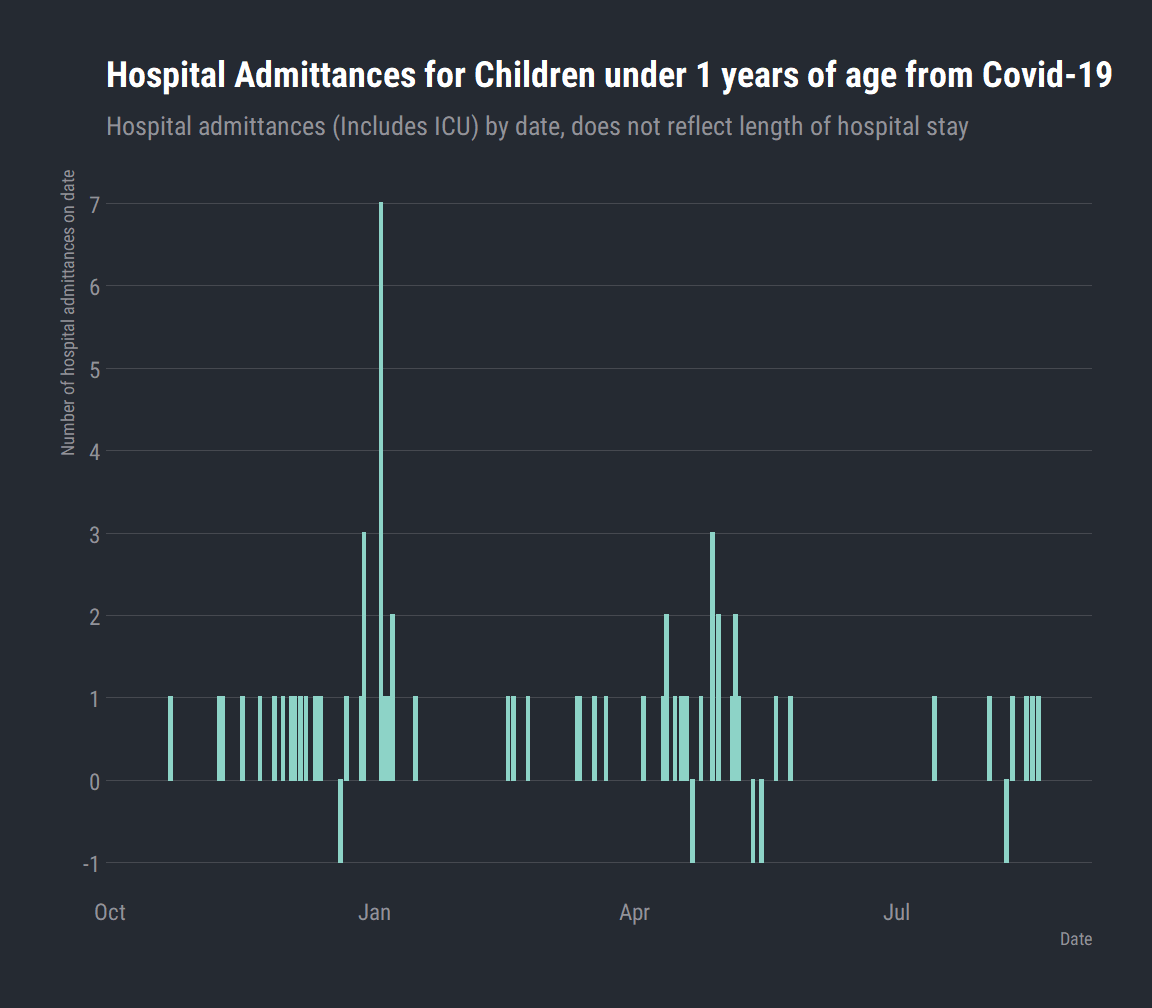 Hospital Admittances for Children under 1 years of age from Covid-19
Hospital admittances (Includes ICU) by date, does not reflect length of hospital stay
Number of hospital admittances on date
7
6
5
4
3
2
1
0
-1
Oct Jan Apr Jul
Date